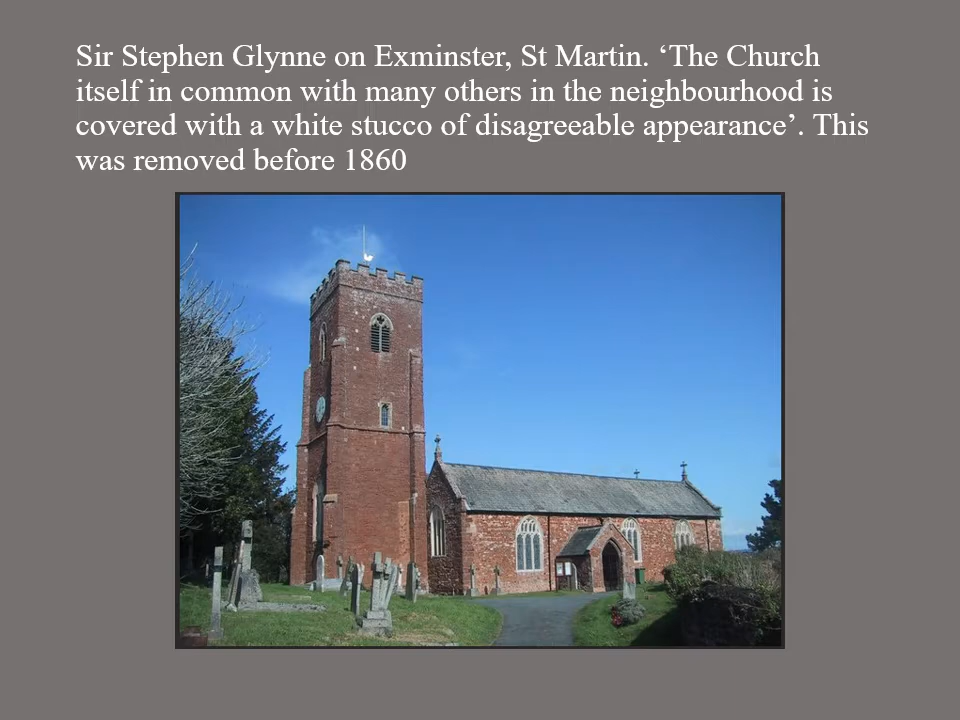 Sir Stephen Glynne on Exminster, St Martin. ‘The Church
itself in common with many others in the neighbourhood is
covered with a white stucco of disagreeable appearance’. This
was removed before 1860